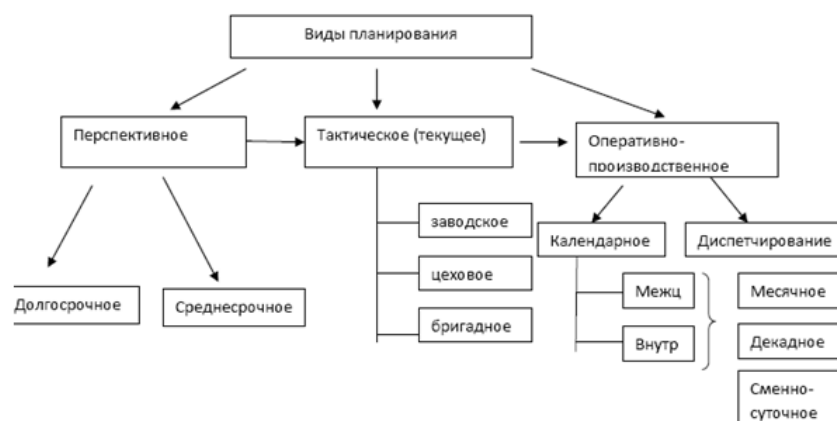 Виды планирования
Перспективное
Тактическое (текущее)
Оперативно-
производственное
заводское
цеховое
бригадное
Календарное
Диспетчирование
Долгосрочное
Среднесрочное
Межц
Внутр
Месячное
Декадное
Сменно-
суточное